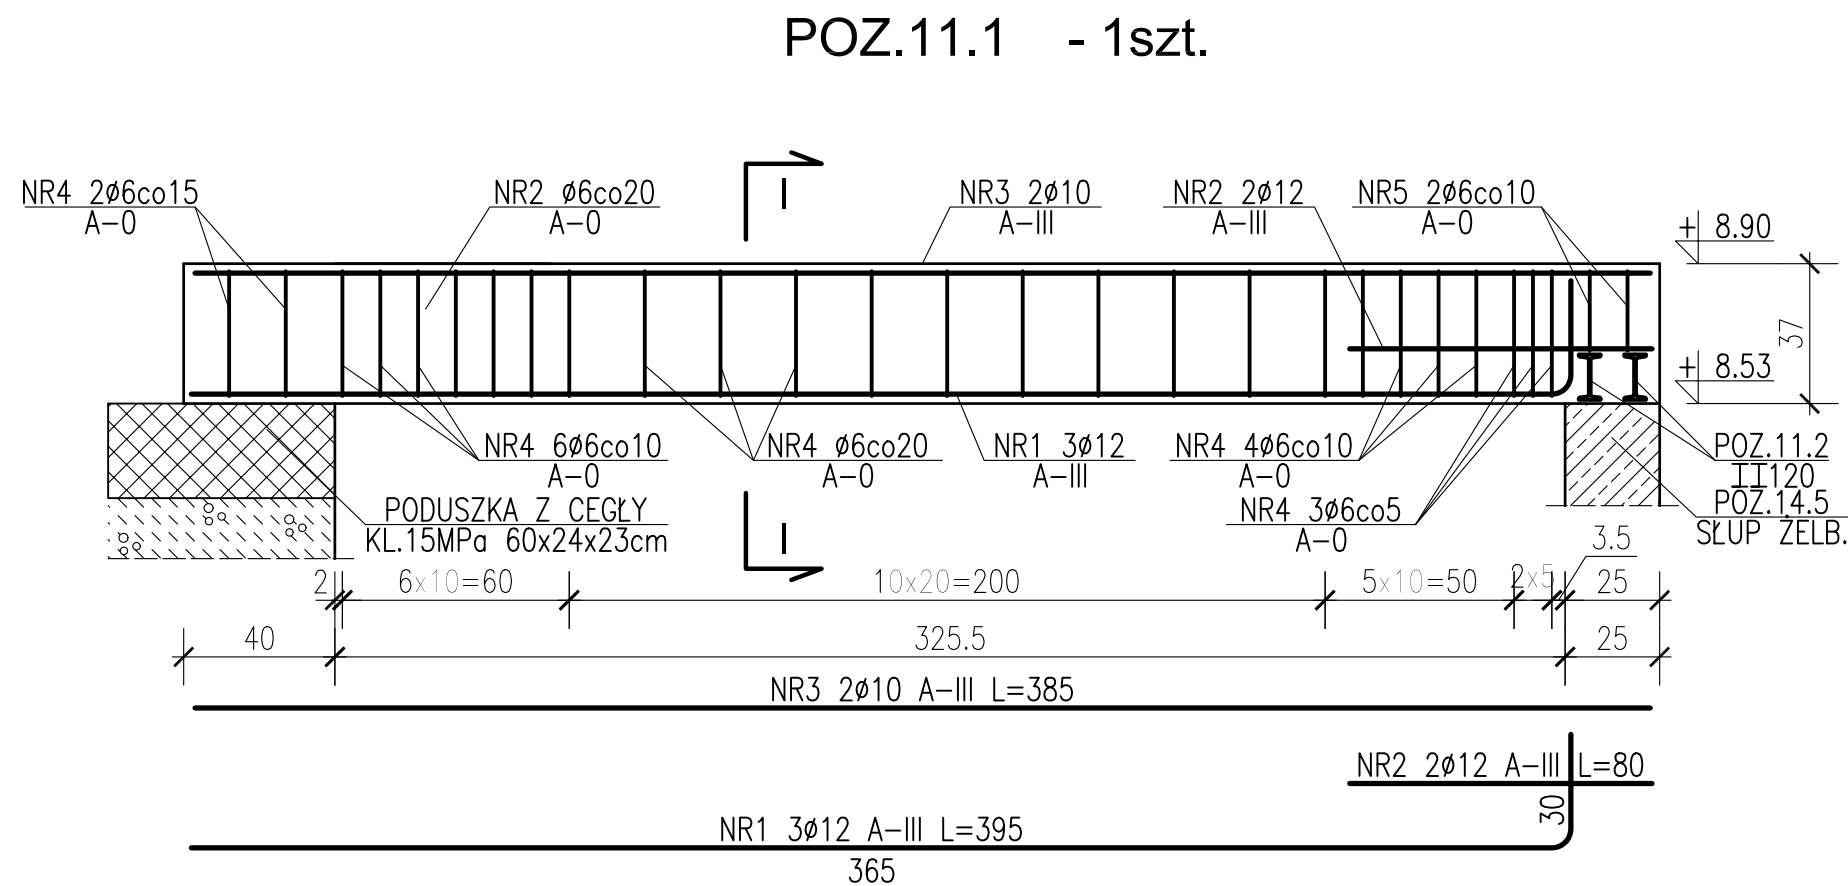 POZ.11.1 - 1szt.
I
NR4 2ø6co15
A-0
NR2 ø6co20
A-0
NR3 2ø10
A-III
NR2 2ø12
A-III
NR5 2ø6co10
A-0
+ 8.90
37
+ 8.53
NR4 6ø6co10
A-0
NR4 ø6co20
A-0
NR1 3ø12
A-III
NR4 4ø6co10
A-0
POZ.11.2
II120
PODUSZKA Z CEGŁY
KL.15MPa 60x24x23cm
NR4 3ø6co5
A-0
POZ.14.5
SŁUP ŻELB.
I
3.5
2
6x10=60
10x20=200
5x10=50
2x5
25
40
325.5
25
NR3 2ø10 A-III L=385
NR2 2ø12 A-III L=80
30
NR1 3ø12 A-III L=395
365